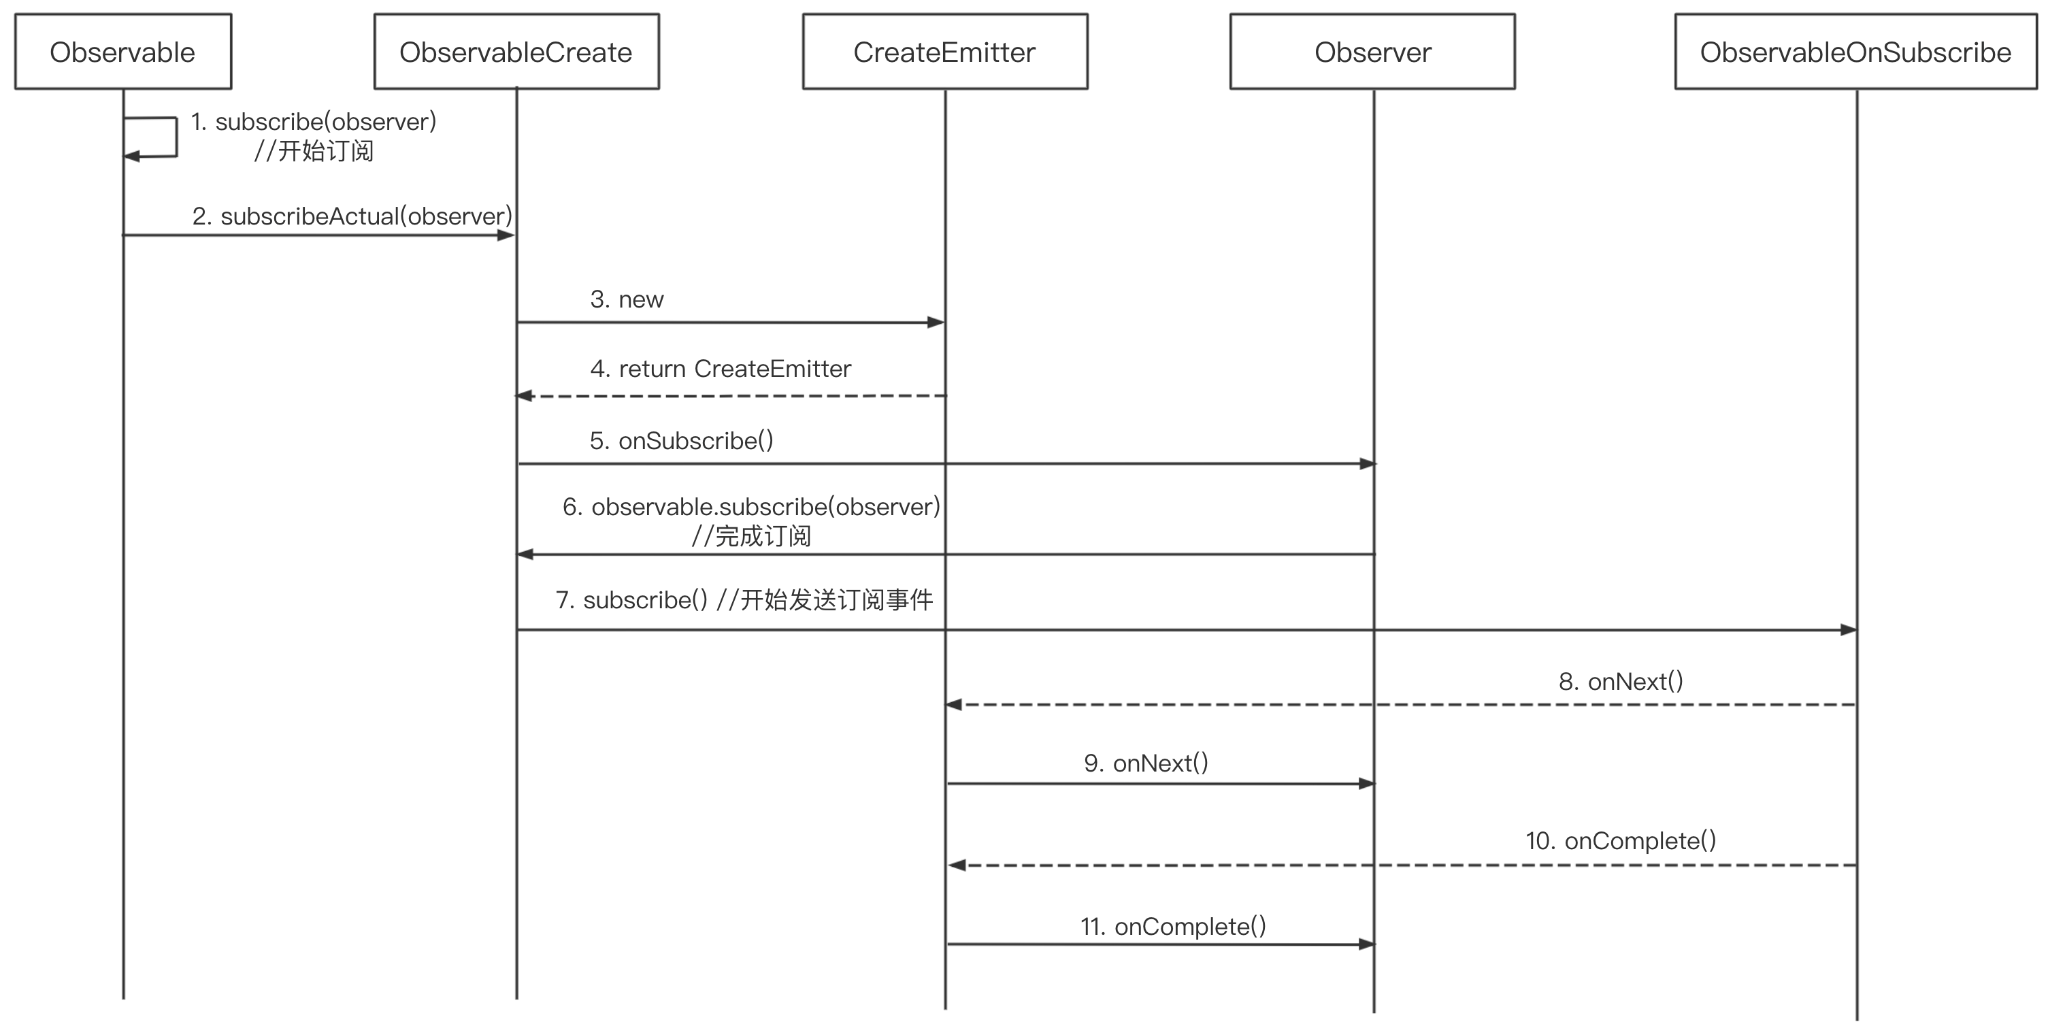 Observable
ObservableCreate
CreateEmitter
Observer
ObservableOnSubscribe
1. subscribe(observer)
//开始订阅
2. subscribeActual(observer)
3. new
4. return CreateEmitter
5. onSubscribe()
6. observable.subscribe(observer)
//完成订阅
7. subscribe() //开始发送订阅事件
8. onNext()
9. onNext()
10. onComplete()
11. onComplete()